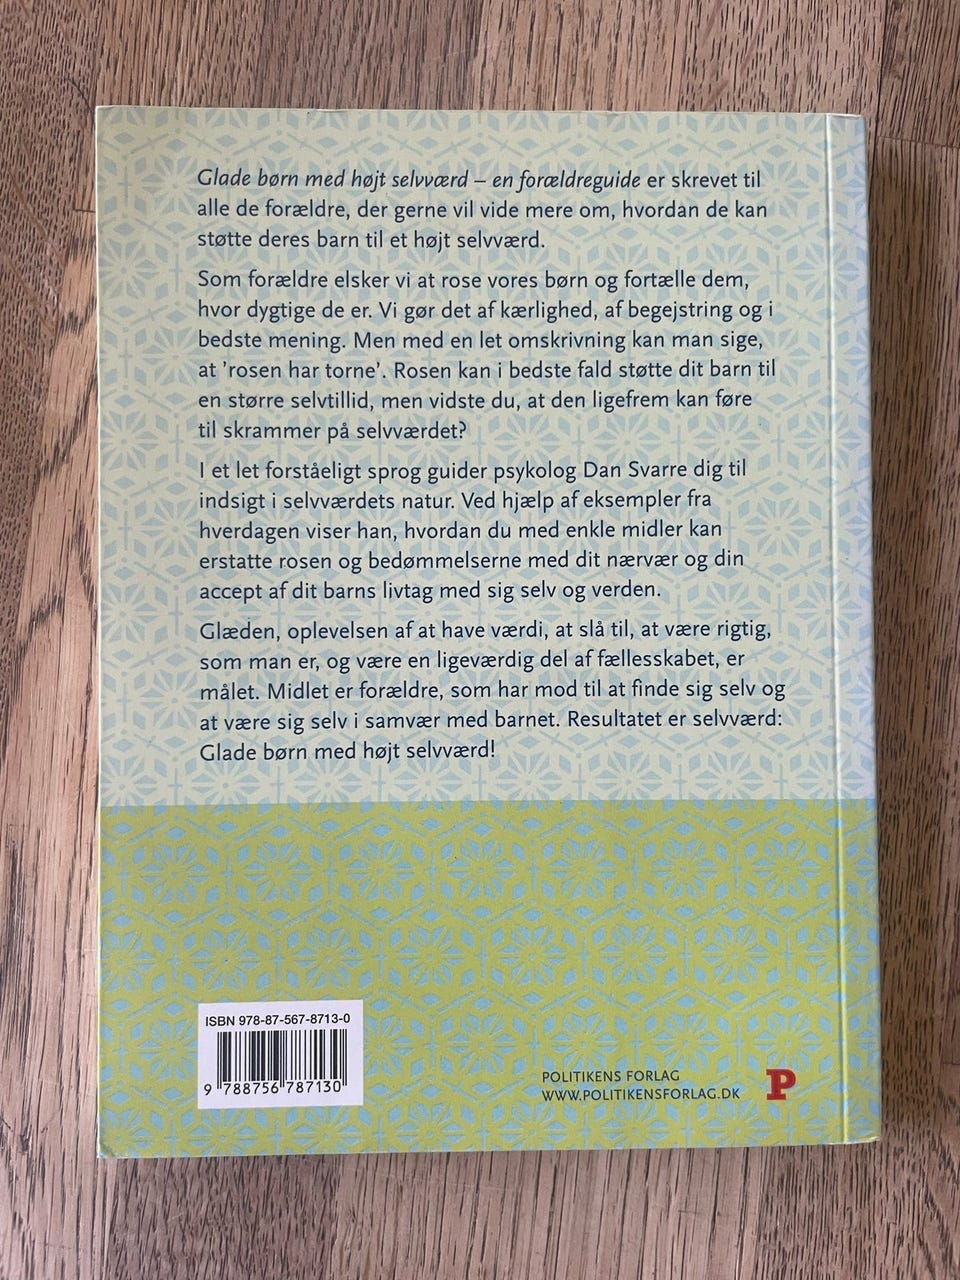 Glade børn med højt selvværd – en forældreguide er skrevet til
alle de forældre, der gerne vil vide mere om, hvordan de kan
støtte deres barn til et højt selvværd.
Som forældre elsker vi at rose vores børn og fortælle dem,
hvor dygtige de er. Vi gør det af kærlighed, af begejstring og i
bedste mening. Men med en let omskrivning kan man sige,
at ’rosen har torne’. Rosen kan i bedste fald støtte dit barn til
en større selvtillid, men vidste du, at den ligefrem kan føre
til skrammer på selvværdet?
I et let forståeligt sprog guider psykolog Dan Svarre dig til
indsigt i selvværdets natur. Ved hjælp af eksempler fra
hverdagen viser han, hvordan du med enkle midler kan
erstatte rosen og bedømmelserne med dit nærvær og din
accept af dit barns livtag med sig selv og verden.
Glæden, oplevelsen af at have værdi, at slå til, at være rigtig,
som man er, og være en ligeværdig del af fællesskabet, er
målet. Midlet er forældre, som har mod til at finde sig selv og
at være sig selv i samvær med barnet. Resultatet er selvværd:
Glade børn med højt selvværd!
ISBN 978-87-567-8713-0
9 788756 787130
POLITIKENS FORLAG
WWW.POLITIKENSFORLAG.DK
P